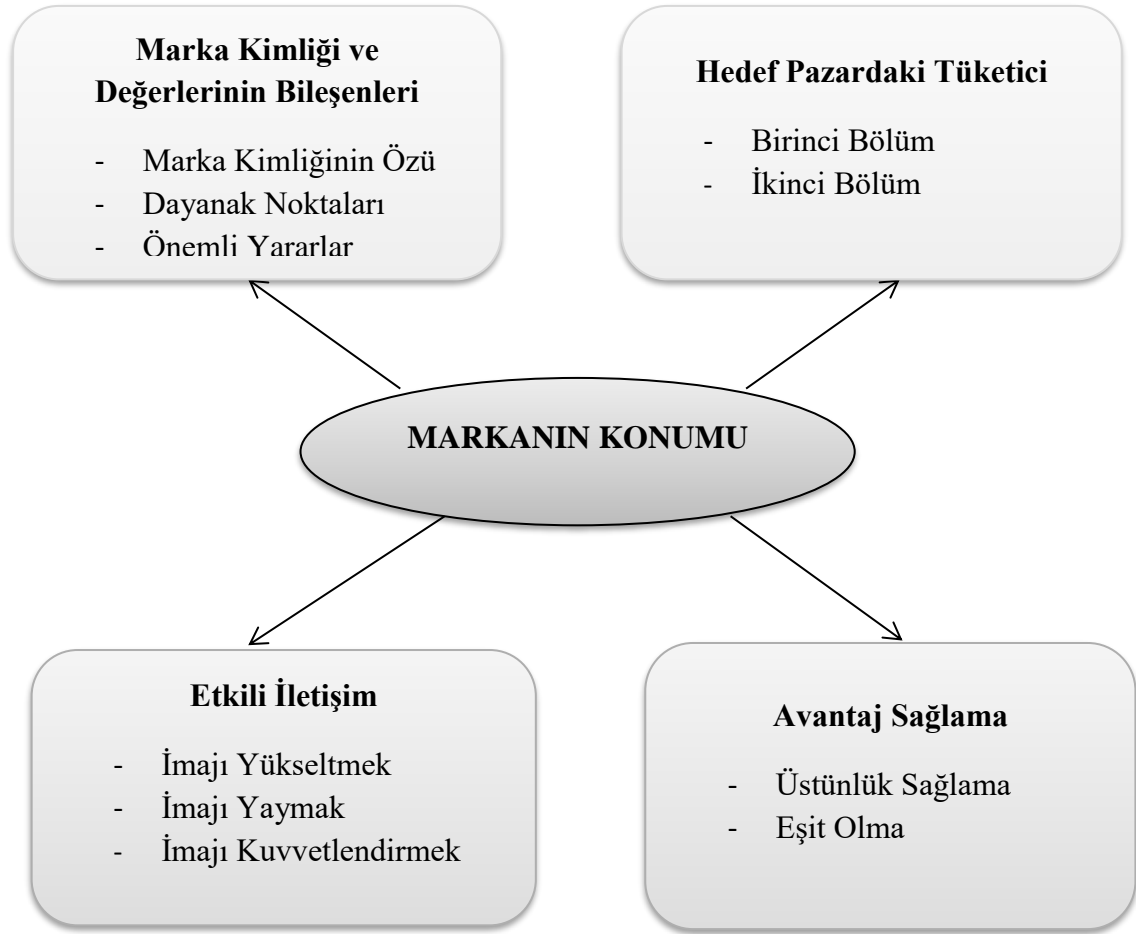 Marka Kimliği ve
Değerlerinin Bileşenleri
- Marka Kimliğinin Özü
- Dayanak Noktaları
- Önemli Yararlar
Hedef Pazardaki Tüketici
- Birinci Bölüm
- İkinci Bölüm
MARKANIN KONUMU
Etkili İletişim
- İmajı Yükseltmek
- İmajı Yaymak
- İmajı Kuvvetlendirmek
Avantaj Sağlama
- Üstünlük Sağlama
- Eşit Olma